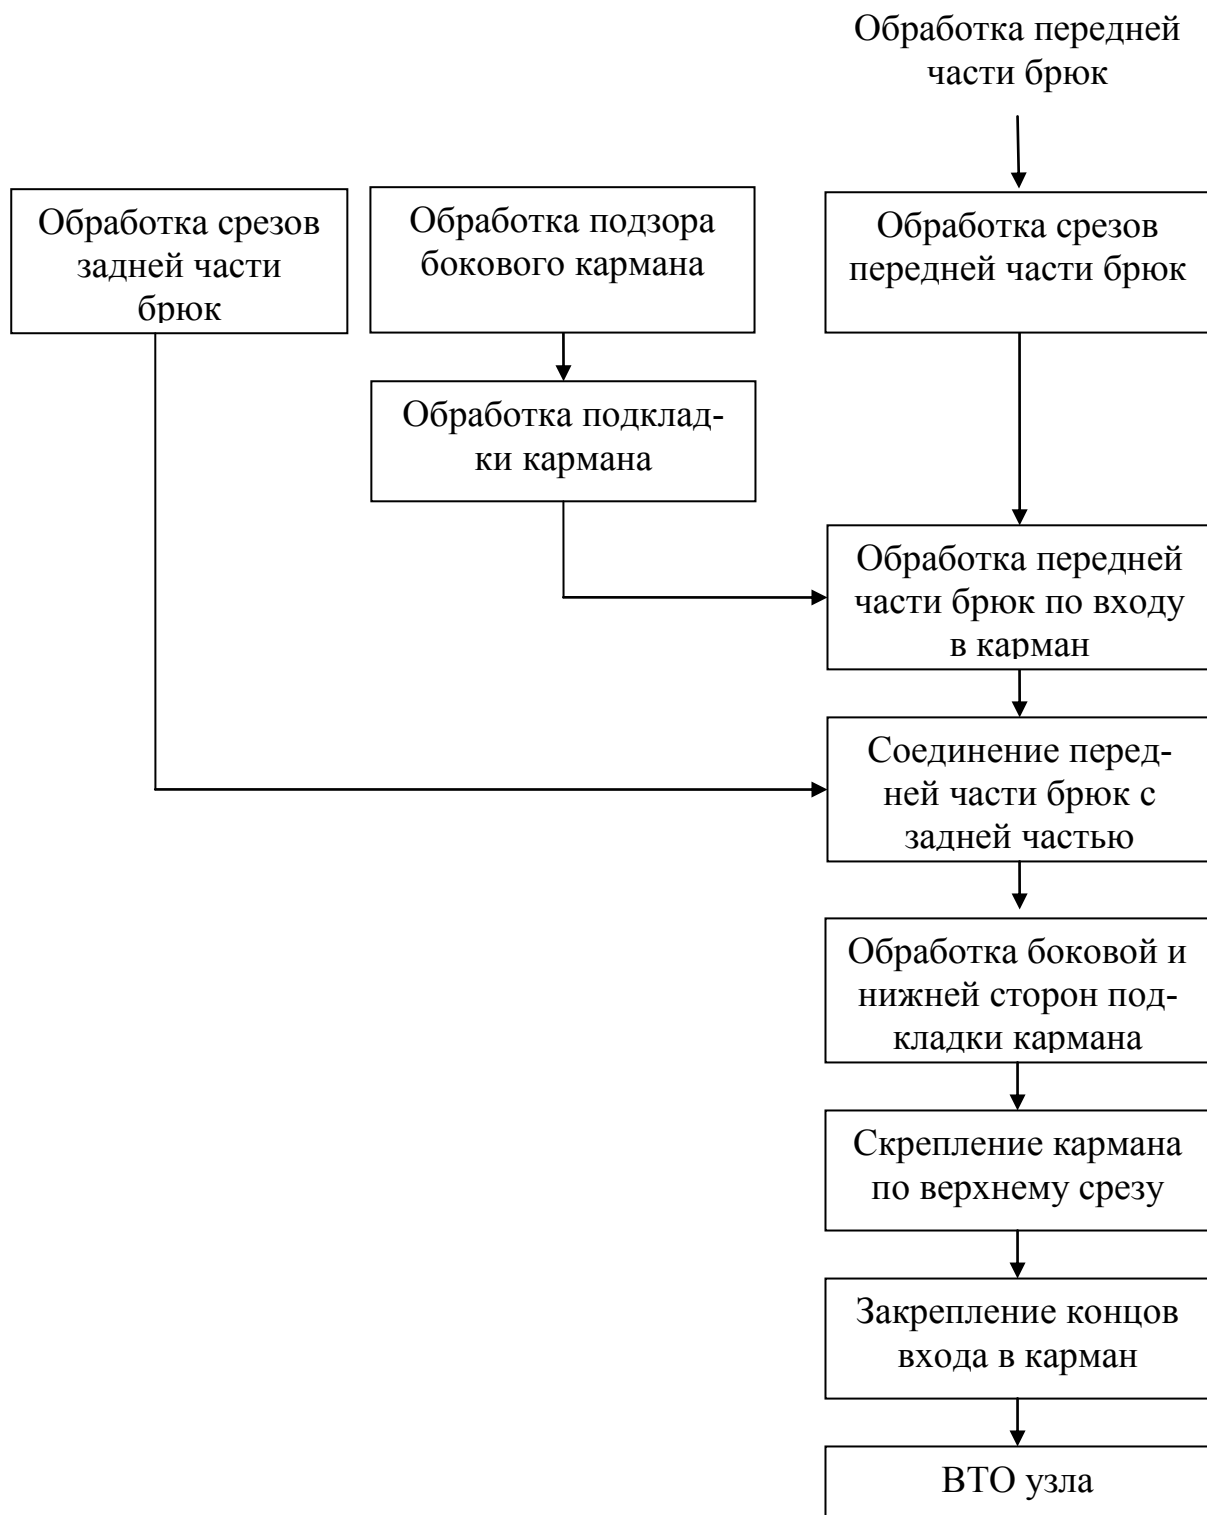 Обработка передней
части брюк
Обработка срезов
задней части
брюк
Обработка подзора
бокового кармана
Обработка срезов
передней части брюк
Обработка подклад-
ки кармана
Обработка передней
части брюк по входу
в карман
Соединение перед-
ней части брюк с
задней частью
Обработка боковой и
нижней сторон под-
кладки кармана
Скрепление кармана
по верхнему срезу
Закрепление концов
входа в карман
ВТО узла